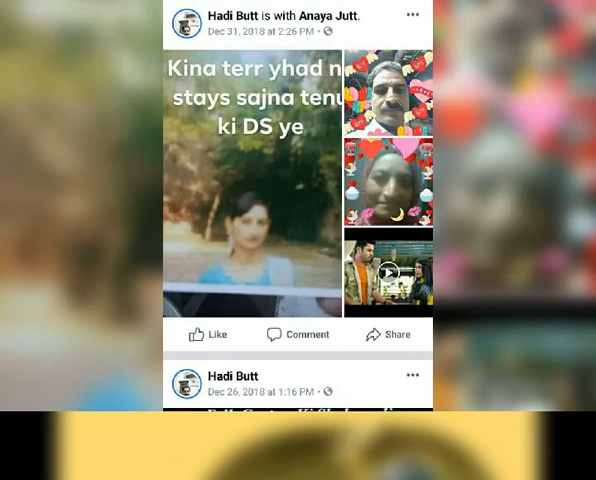 Hadi Butt is with Anaya Jutt.
Dec 31, 2018 at 2:26 PM
Kina terr yhad n
stays sajna tenu
ki DS ye
Like Comment Share
Hadi Butt
Dec 26, 2018 at 1:16 PM